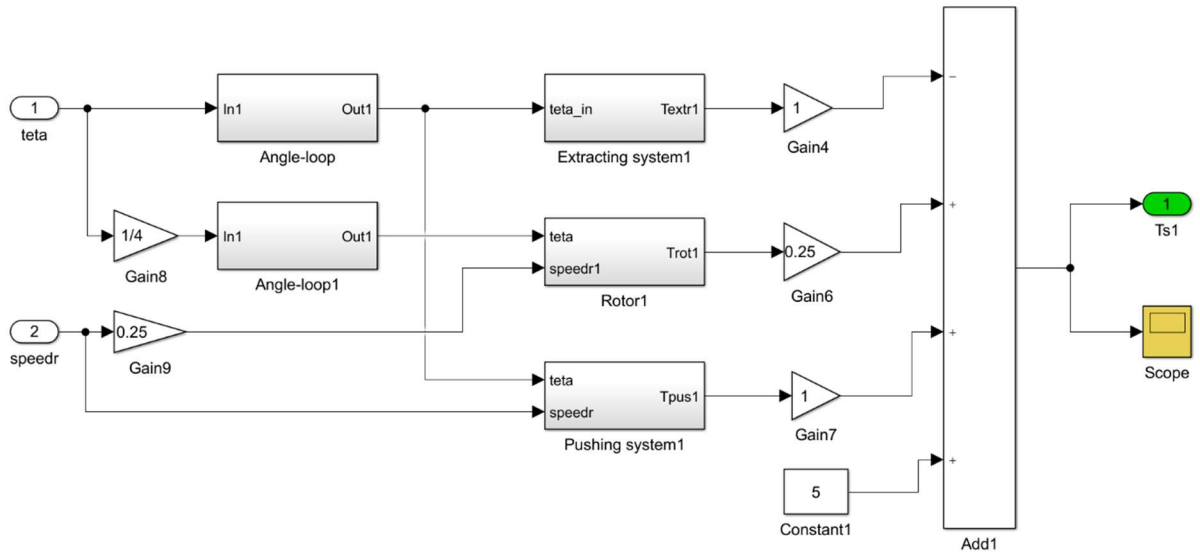 1
teta
In1
Out1
Angle-loop
teta_in
Textr1
Extracting system1
1
Gain4
−
1/4
Gain8
In1
Out1
Angle-loop1
teta
speedr1
Trot1
Rotor1
0.25
Gain6
+
1
Ts1
2
speedr
0.25
Gain9
teta
speedr
Tpus1
Pushing system1
1
Gain7
+
Scope
5
Constant1
+
Add1